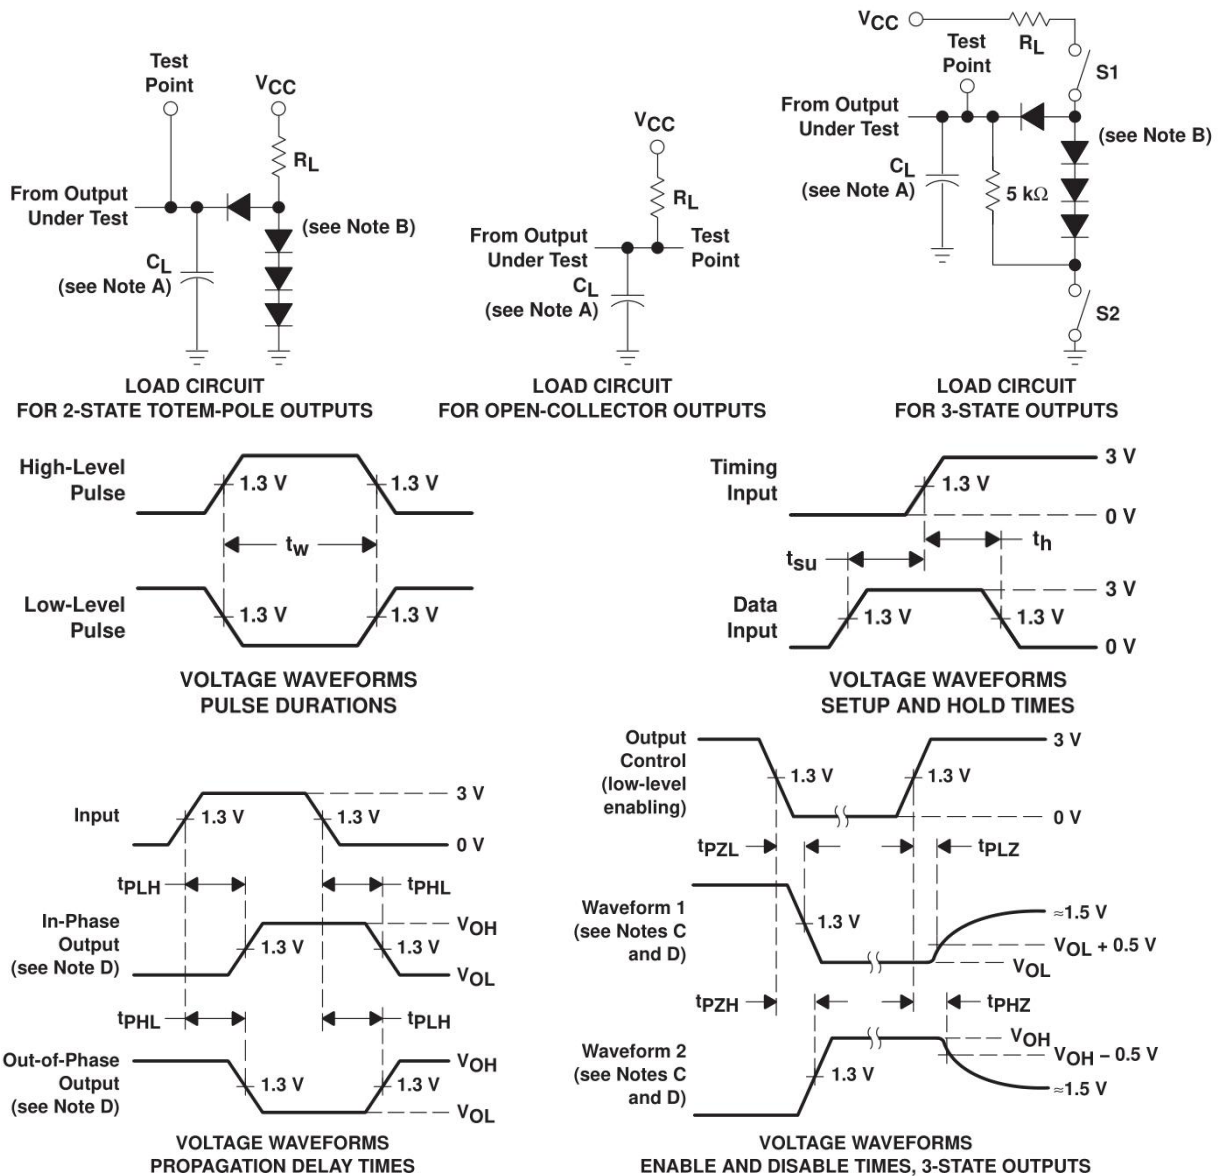 Test
Point
VCC
RL
From Output
Under Test
(see Note B)
CL
(see Note A)
LOAD CIRCUIT
FOR 2-STATE TOTEM-POLE OUTPUTS
VCC
RL
From Output
Under Test
Test
Point
CL
(see Note A)
LOAD CIRCUIT
FOR OPEN-COLLECTOR OUTPUTS
VCC
RL
Test
Point
S1
From Output
Under Test
(see Note B)
CL
(see Note A)
5 kΩ
S2
LOAD CIRCUIT
FOR 3-STATE OUTPUTS
High-Level
Pulse
1.3 V
1.3 V
tw
Low-Level
Pulse
1.3 V
1.3 V
VOLTAGE WAVEFORMS
PULSE DURATIONS
Timing
Input
1.3 V
3 V
0 V
tsu
th
Data
Input
1.3 V
1.3 V
3 V
0 V
VOLTAGE WAVEFORMS
SETUP AND HOLD TIMES
Input
1.3 V
1.3 V
3 V
0 V
tPLH
tPHL
In-Phase
Output
(see Note D)
1.3 V
1.3 V
VOH
VOL
tPHL
tPLH
Out-of-Phase
Output
(see Note D)
1.3 V
1.3 V
VOH
VOL
VOLTAGE WAVEFORMS
PROPAGATION DELAY TIMES
Output
Control
(low-level
enabling)
1.3 V
1.3 V
3 V
0 V
tPZL
tPLZ
Waveform 1
(see Notes C
and D)
1.3 V
≈1.5 V
VOL + 0.5 V
VOL
tPZH
tPHZ
Waveform 2
(see Notes C
and D)
1.3 V
VOH
VOH – 0.5 V
≈1.5 V
VOLTAGE WAVEFORMS
ENABLE AND DISABLE TIMES, 3-STATE OUTPUTS